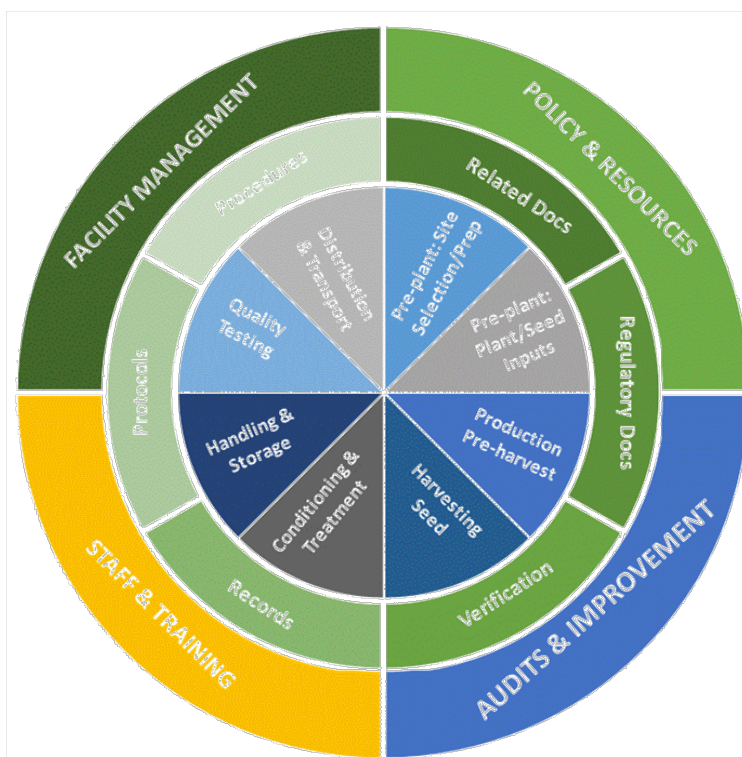 FACILITY MANAGEMENT
POLICY & RESOURCES
AUDITS & IMPROVEMENT
STAFF & TRAINING
Procedures
Related Docs
Regulatory Docs
Verification
Records
Protocols
Distribution
& Transport
Pre-plant: Site
Selection/Prep
Pre-plant:
Plant/Seed
Inputs
Production
Pre-harvest
Harvesting
Seed
Conditioning &
Treatment
Handling &
Storage
Quality
Testing